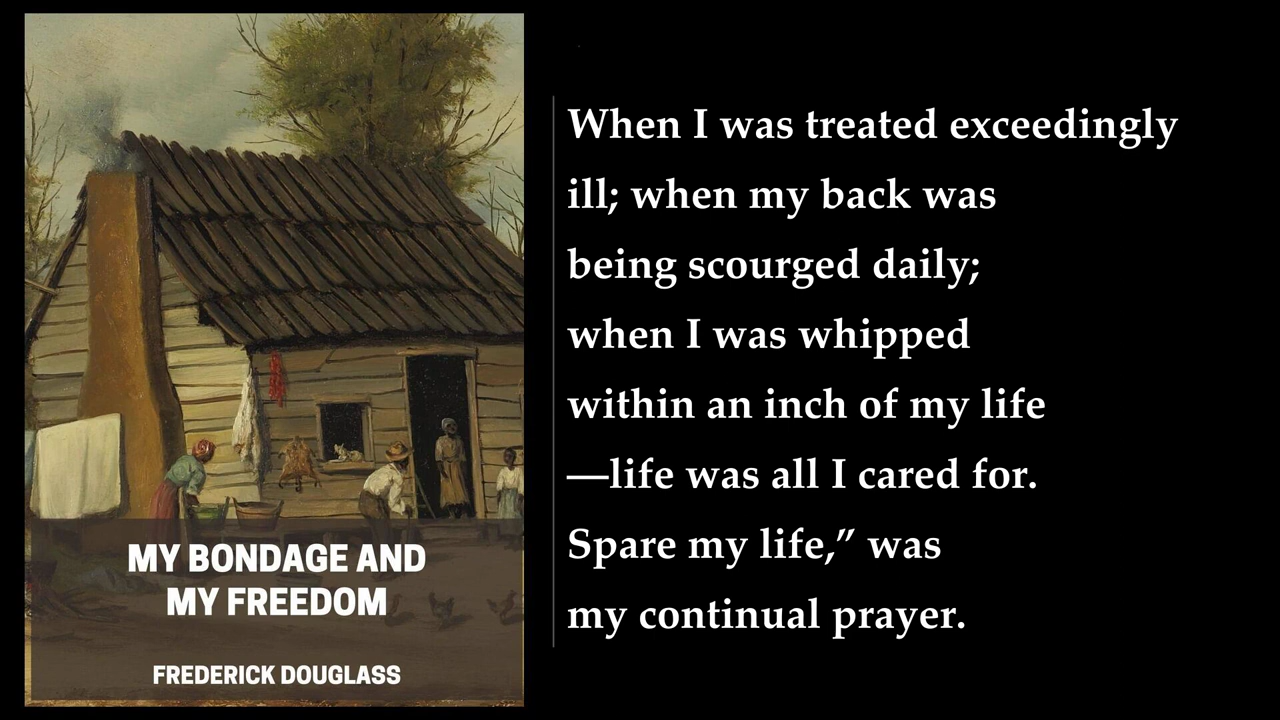 MY BONDAGE AND
MY FREEDOM
FREDERICK DOUGLASS
When I was treated exceedingly
ill; when my back was
being scourged daily;
when I was whipped
within an inch of my life
—life was all I cared for.
Spare my life,” was
my continual prayer.